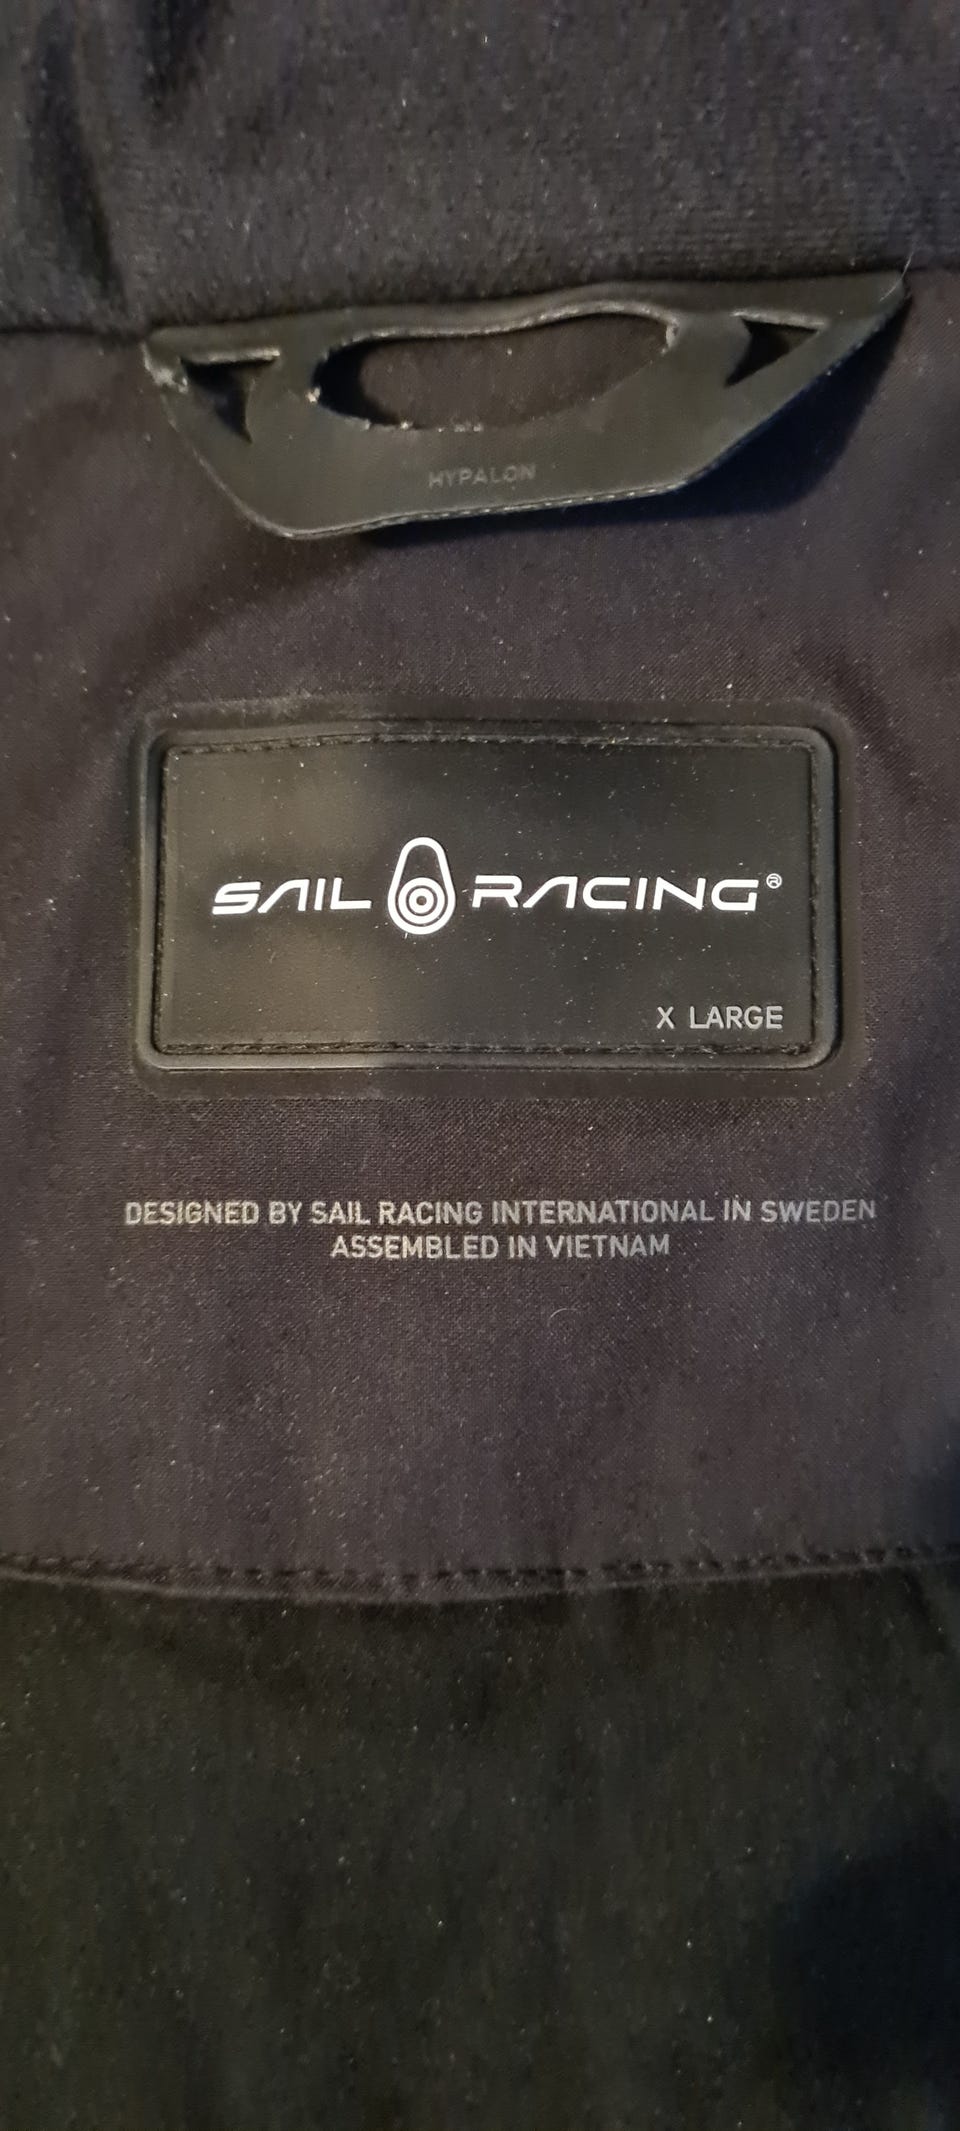 HYPALON
SAIL RACING®
X LARGE
DESIGNED BY SAIL RACING INTERNATIONAL IN SWEDEN
ASSEMBLED IN VIETNAM